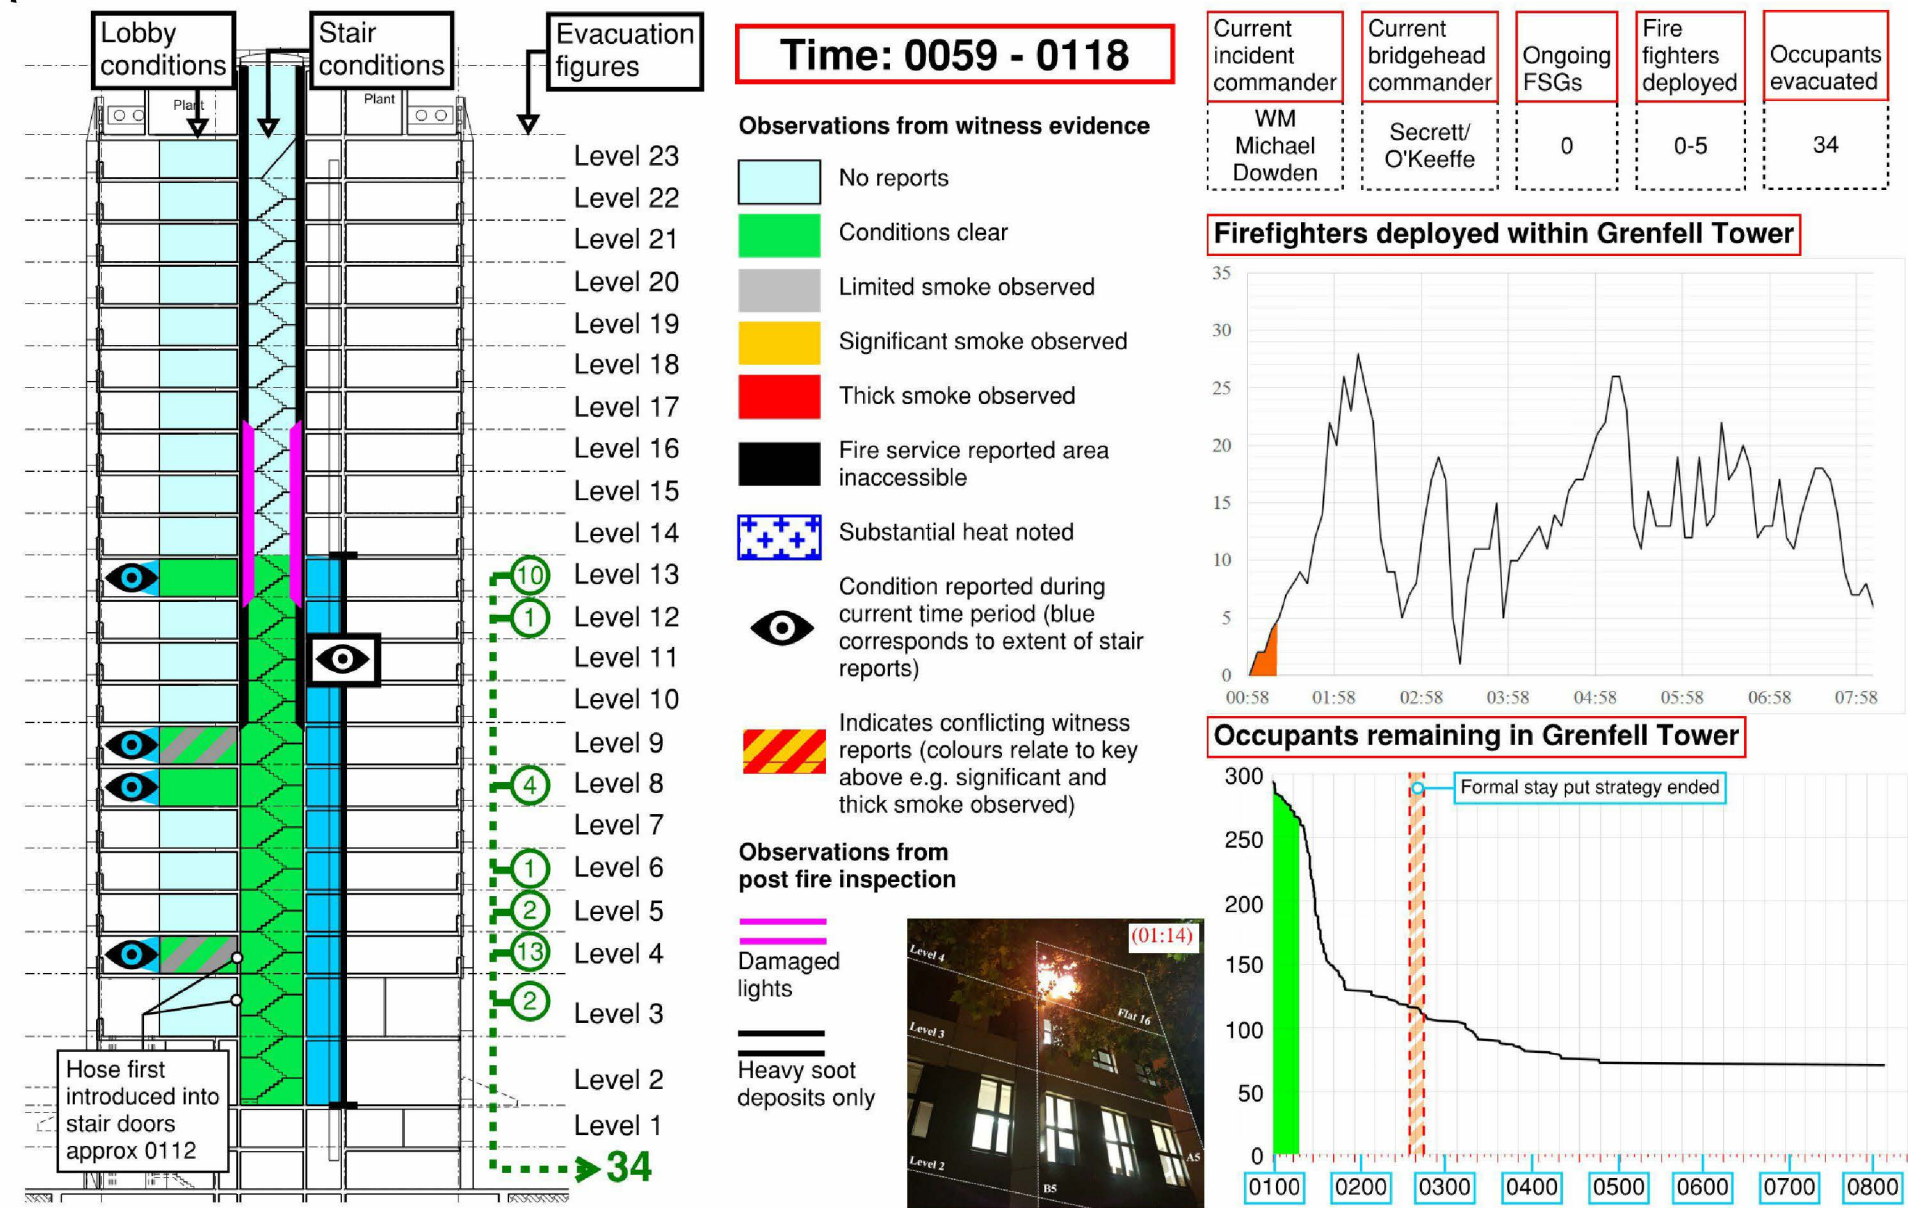 Lobby
conditions
Stair
conditions
Evacuation
figures
Plant
Plant
Level 23
Level 22
Level 21
Level 20
Level 19
Level 18
Level 17
Level 16
Level 15
Level 14
10
Level 13
1
Level 12
Level 11
Level 10
Level 9
4
Level 8
Level 7
1
Level 6
2
Level 5
13
Level 4
2
Level 3
Level 2
Level 1
34
Hose first
introduced into
stair doors
approx 0112
Time: 0059 - 0118
Observations from witness evidence
No reports
Conditions clear
Limited smoke observed
Significant smoke observed
Thick smoke observed
Fire service reported area
inaccessible
Substantial heat noted
Condition reported during
current time period (blue
corresponds to extent of stair
reports)
Indicates conflicting witness
reports (colours relate to key
above e.g. significant and
thick smoke observed)
Observations from
post fire inspection
Damaged
lights
Heavy soot
deposits only
(01:14)
Level 4
Flat 16
Level 3
Level 2
A5
B5
Current
incident
commander
WM
Michael
Dowden
Current
bridgehead
commander
Secrett/
O'Keeffe
Ongoing
FSGs
0
Fire
fighters
deployed
0-5
Occupants
evacuated
34
Firefighters deployed within Grenfell Tower
35
30
25
20
15
10
5
0
00:58 01:58 02:58 03:58 04:58 05:58 06:58 07:58
Occupants remaining in Grenfell Tower
Formal stay put strategy ended
300
250
200
150
100
50
0
0100 0200 0300 0400 0500 0600 0700 0800